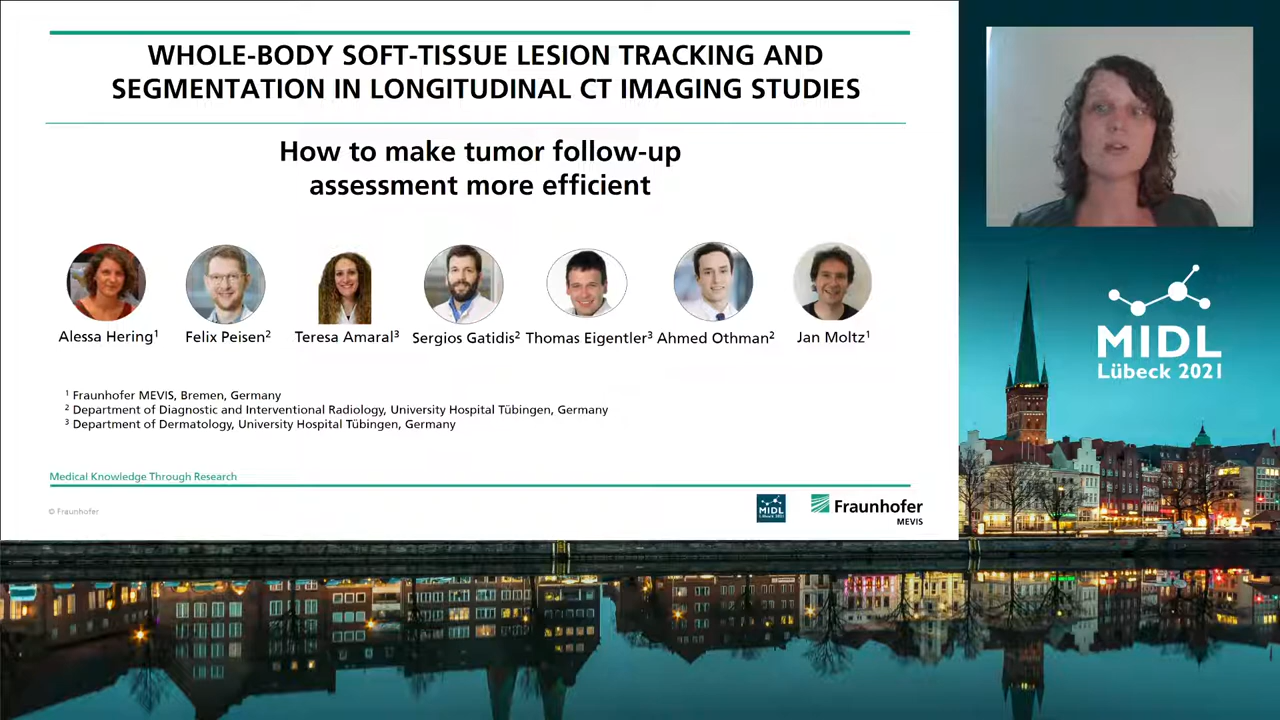 WHOLE-BODY SOFT-TISSUE LESION TRACKING AND
SEGMENTATION IN LONGITUDINAL CT IMAGING STUDIES
How to make tumor follow-up
assessment more efficient
Alessa Hering¹ Felix Peisen² Teresa Amaral³ Sergios Gatidis² Thomas Eigentler³ Ahmed Othman² Jan Moltz¹
¹ Fraunhofer MEVIS, Bremen, Germany
² Department of Diagnostic and Interventional Radiology, University Hospital Tübingen, Germany
³ Department of Dermatology, University Hospital Tübingen, Germany
Medical Knowledge Through Research
© Fraunhofer
MIDL
Lübeck 2021
Fraunhofer
MEVIS
MIDL
Lübeck 2021